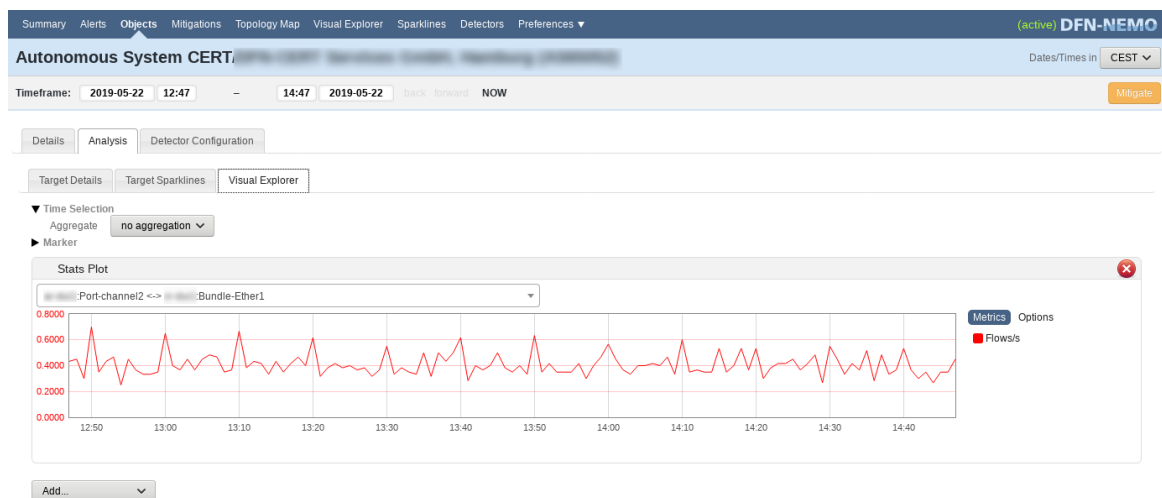 Summary Alerts Objects Mitigations Topology Map Visual Explorer Sparklines Detectors Preferences ▼ (active) DFN-NEMO
Autonomous System CERT Dates/Times in CEST
Timeframe: 2019-05-22 12:47 – 14:47 2019-05-22 back forward NOW Mitigate
Details Analysis Detector Configuration
Target Details Target Sparklines Visual Explorer
▼ Time Selection
Aggregate no aggregation
▶ Marker
Stats Plot
:Port-channel2 <-> :Bundle-Ether1
Metrics Options
Flows/s
0.8000
0.6000
0.4000
0.2000
0.0000
12:50 13:00 13:10 13:20 13:30 13:40 13:50 14:00 14:10 14:20 14:30 14:40
Add...